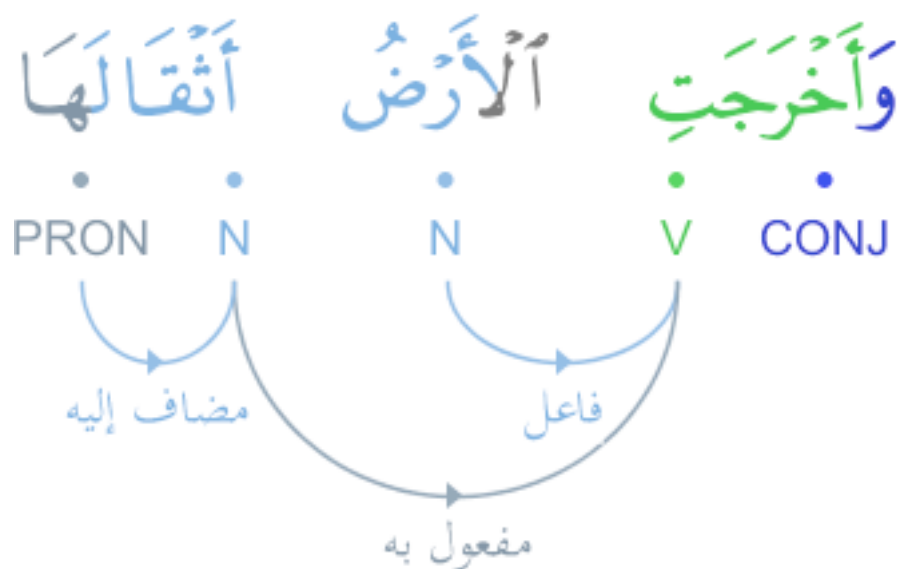 وَأَخْرَجَتِ ٱلْأَرْضُ أَثْقَالَهَا
CONJ V N N PRON
فاعل مضاف إليه
مفعول به